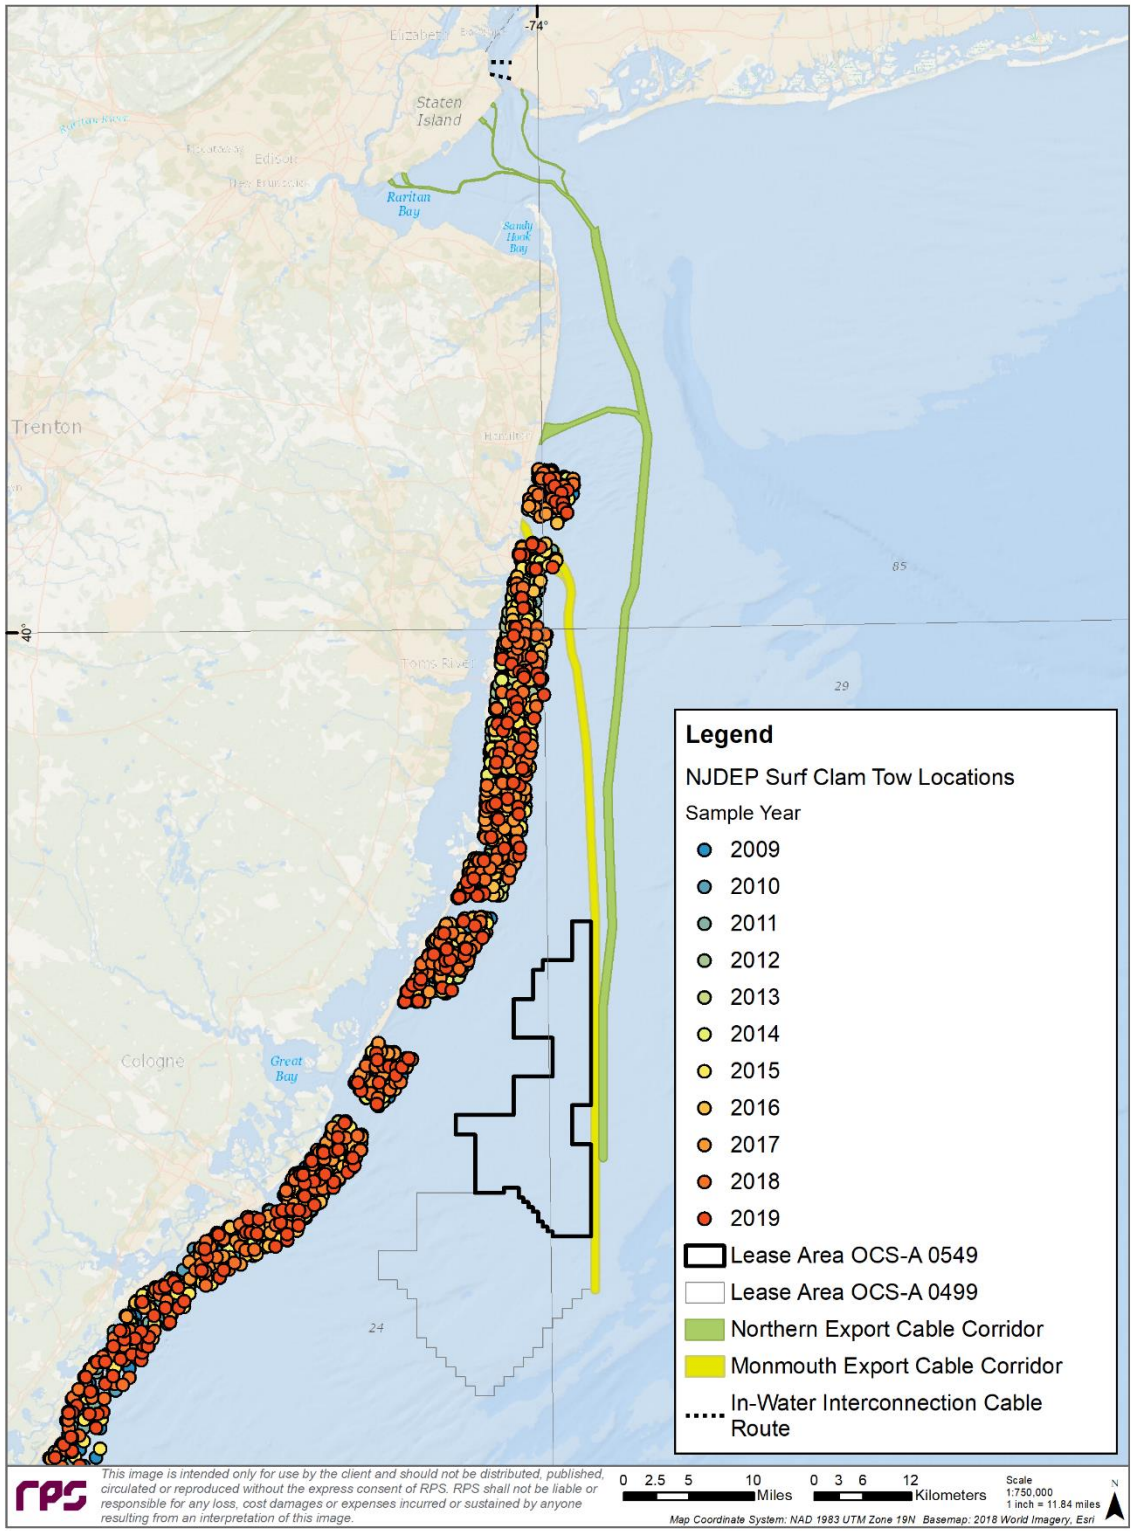 -74°
Elizabeth
Staten
Island
Raritan River
Edison
New Brunswick
Raritan
Bay
Sandy
Hook
Bay
Trenton
Hamilton
85
40°
Toms River
29
Legend
NJDEP Surf Clam Tow Locations
Sample Year
2009
2010
2011
2012
2013
2014
2015
2016
2017
2018
2019
Lease Area OCS-A 0549
Lease Area OCS-A 0499
Northern Export Cable Corridor
Monmouth Export Cable Corridor
In-Water Interconnection Cable
Route
Cologne
Great
Bay
24
rps
This image is intended only for use by the client and should not be distributed, published,
circulated or reproduced without the express consent of RPS. RPS shall not be liable or
responsible for any loss, cost damages or expenses incurred or sustained by anyone
resulting from an interpretation of this image.
0 2.5 5 10
Miles
0 3 6 12
Kilometers
Scale
1:750,000
1 inch = 11.84 miles
N
Map Coordinate System: NAD 1983 UTM Zone 19N Basemap: 2018 World Imagery, Esri